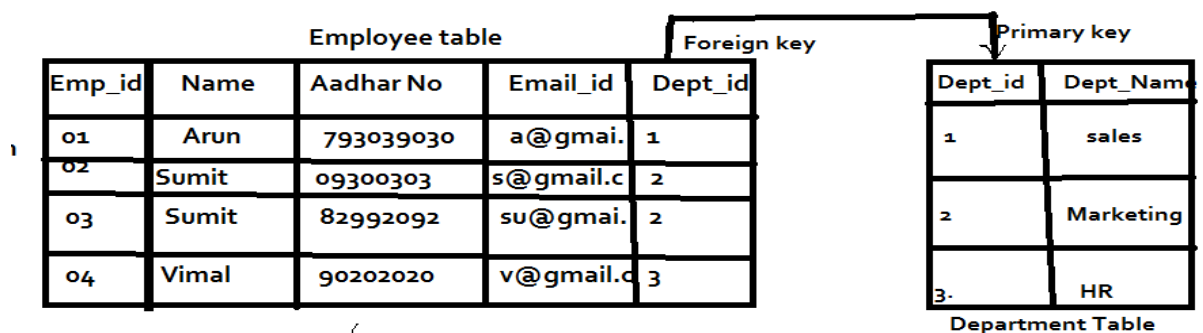 Employee table
Foreign key
Primary key
Emp_id Name Aadhar No Email_id Dept_id
01 Arun 793039030 a@gmai. 1
02 Sumit 09300303 s@gmail.c 2
03 Sumit 82992092 su@gmai. 2
04 Vimal 90202020 v@gmail.c 3
Dept_id Dept_Name
1 sales
2 Marketing
3. HR
Department Table